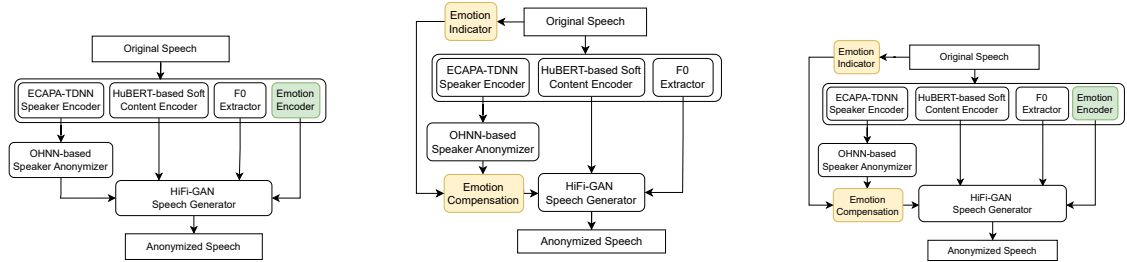 Original Speech
ECAPA-TDNN
Speaker Encoder
HuBERT-based Soft
Content Encoder
F0
Extractor
Emotion
Encoder
OHNN-based
Speaker Anonymizer
HiFi-GAN
Speech Generator
Anonymized Speech
Emotion
Indicator
Original Speech
ECAPA-TDNN
Speaker Encoder
HuBERT-based Soft
Content Encoder
F0
Extractor
OHNN-based
Speaker Anonymizer
Emotion
Compensation
HiFi-GAN
Speech Generator
Anonymized Speech
Emotion
Indicator
Original Speech
ECAPA-TDNN
Speaker Encoder
HuBERT-based Soft
Content Encoder
F0
Extractor
Emotion
Encoder
OHNN-based
Speaker Anonymizer
Emotion
Compensation
HiFi-GAN
Speech Generator
Anonymized Speech